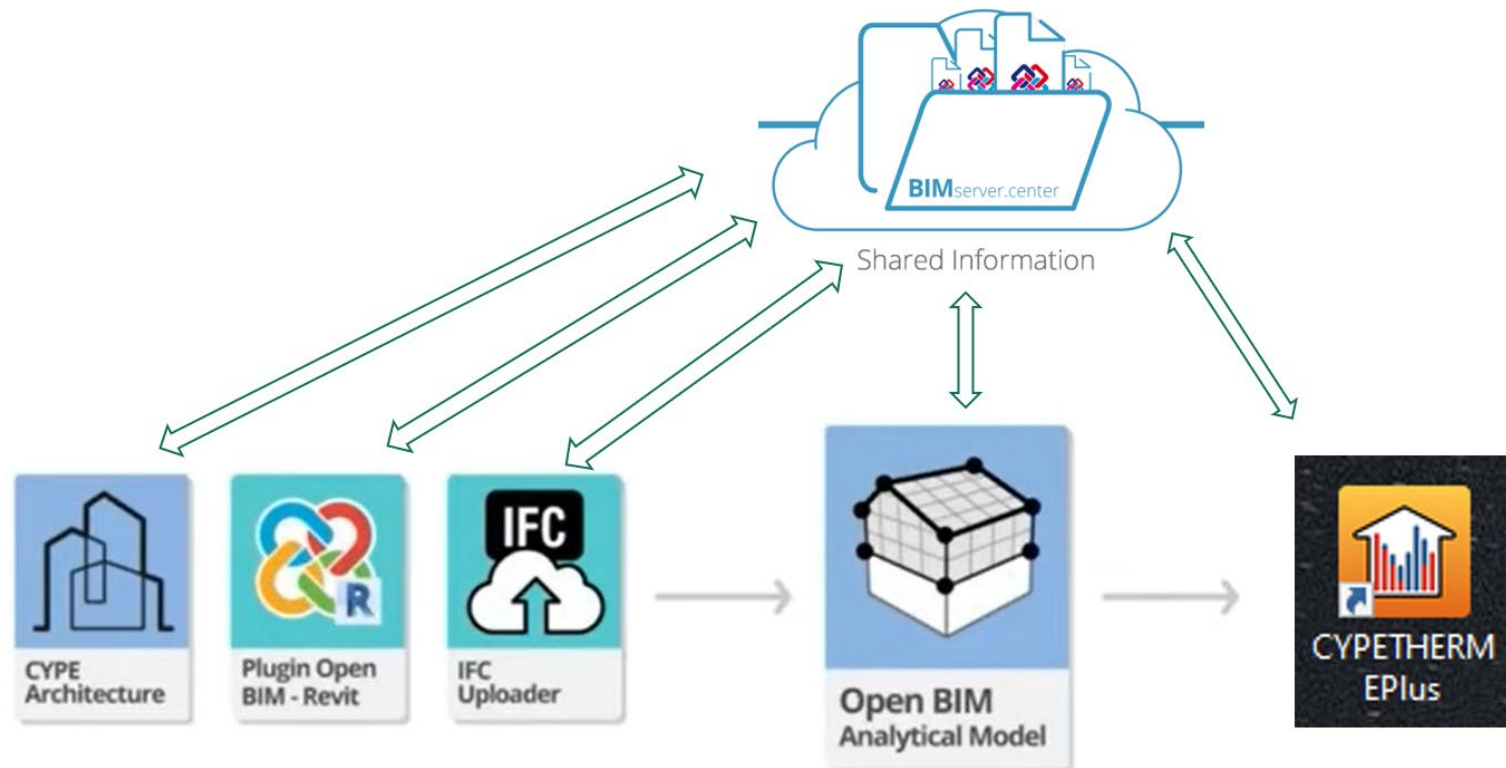 BIMserver.center
Shared Information
IFC
R
CYPE
Architecture
Plugin Open
BIM - Revit
IFC
Uploader
Open BIM
Analytical Model
CYPETHERM
EPlus